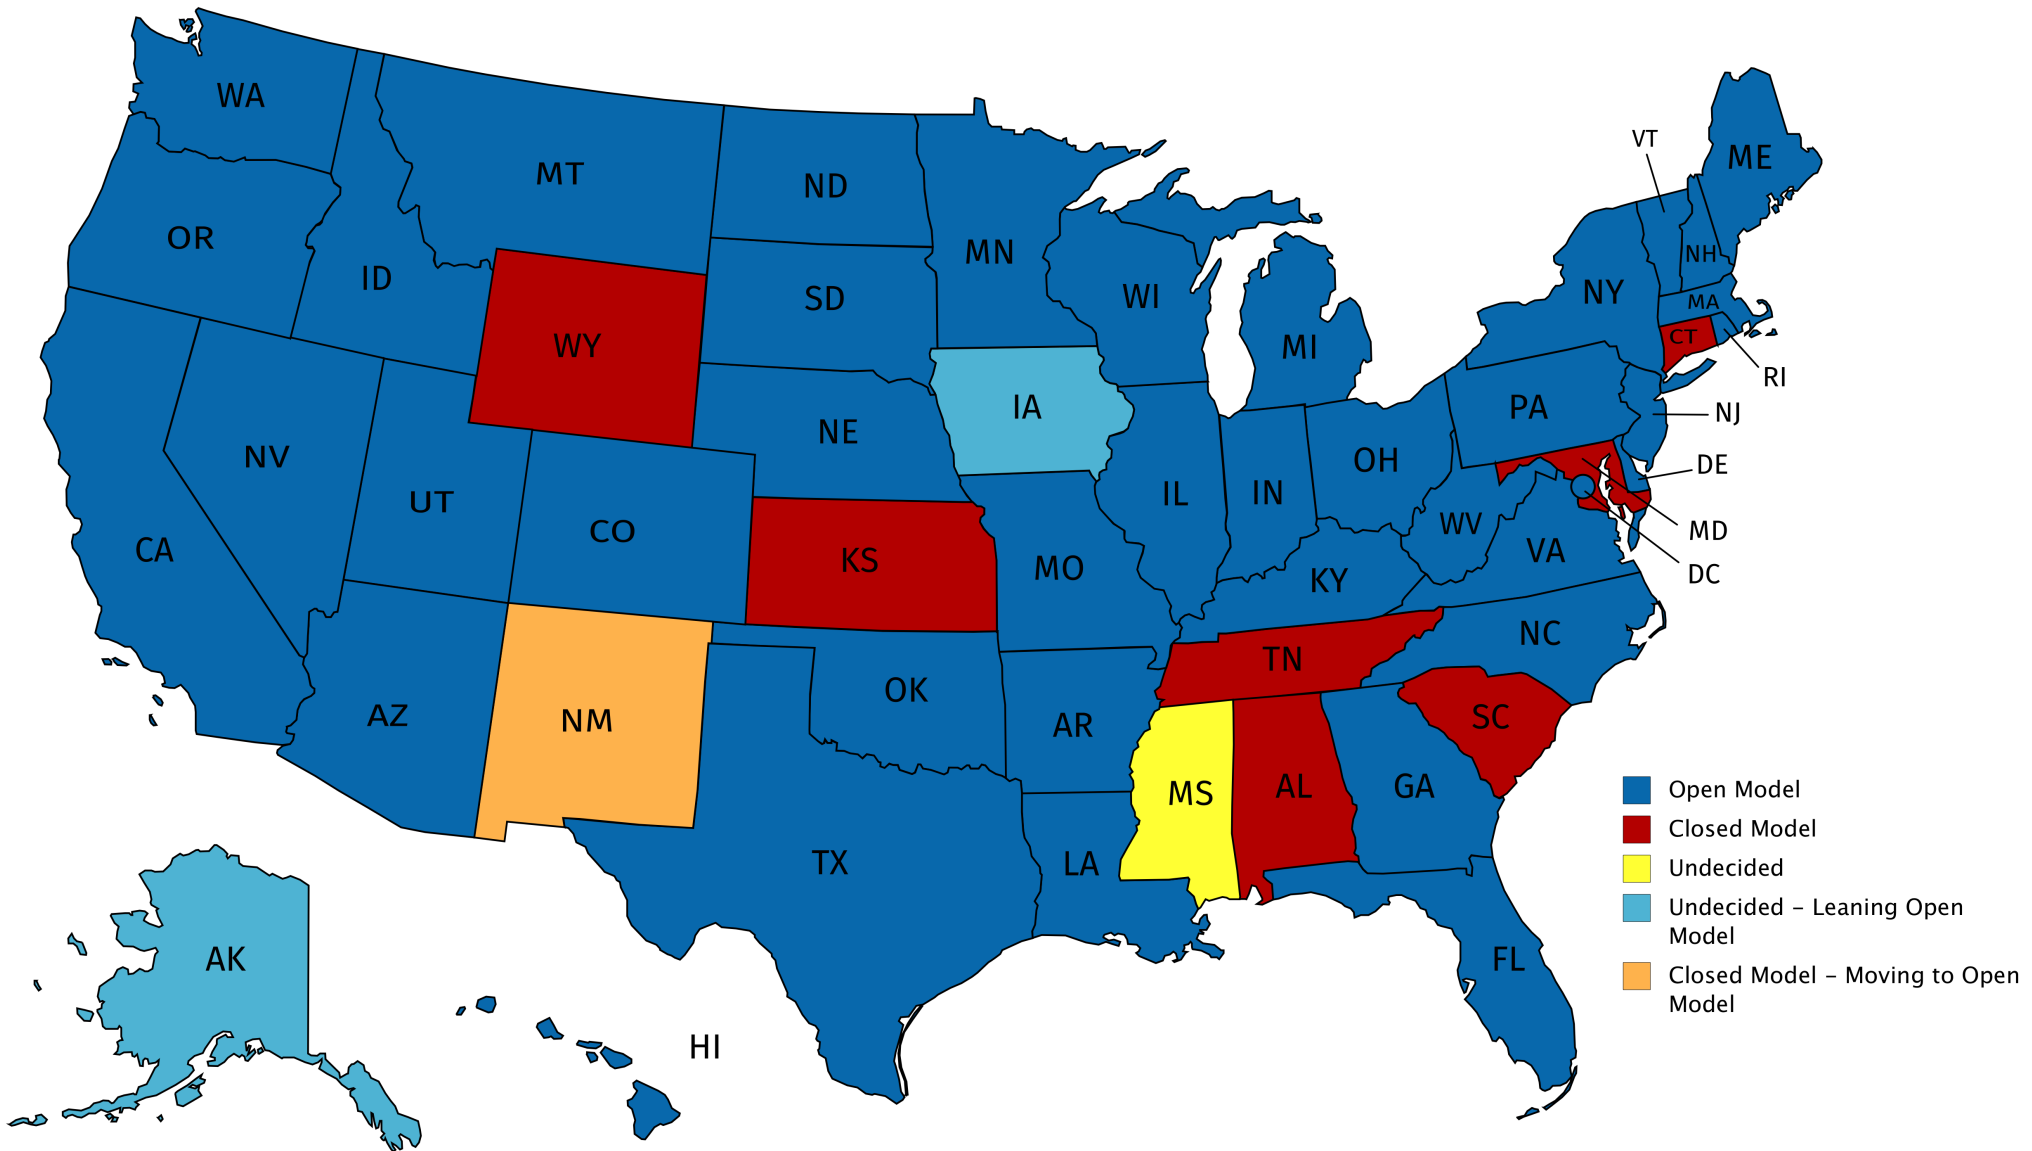 WA
VT
ME
MT
ND
OR
MN
NH
ID
NY
SD
WI
MA
CT
WY
MI
RI
IA
PA
NJ
NE
NV
OH
DE
UT
IL
IN
CO
WV
MD
CA
VA
KS
MO
DC
KY
NC
TN
OK
AZ
NM
SC
AR
MS
AL
GA
Open Model
Closed Model
TX
LA
Undecided
Undecided – Leaning Open
Model
AK
FL
Closed Model – Moving to Open
Model
HI